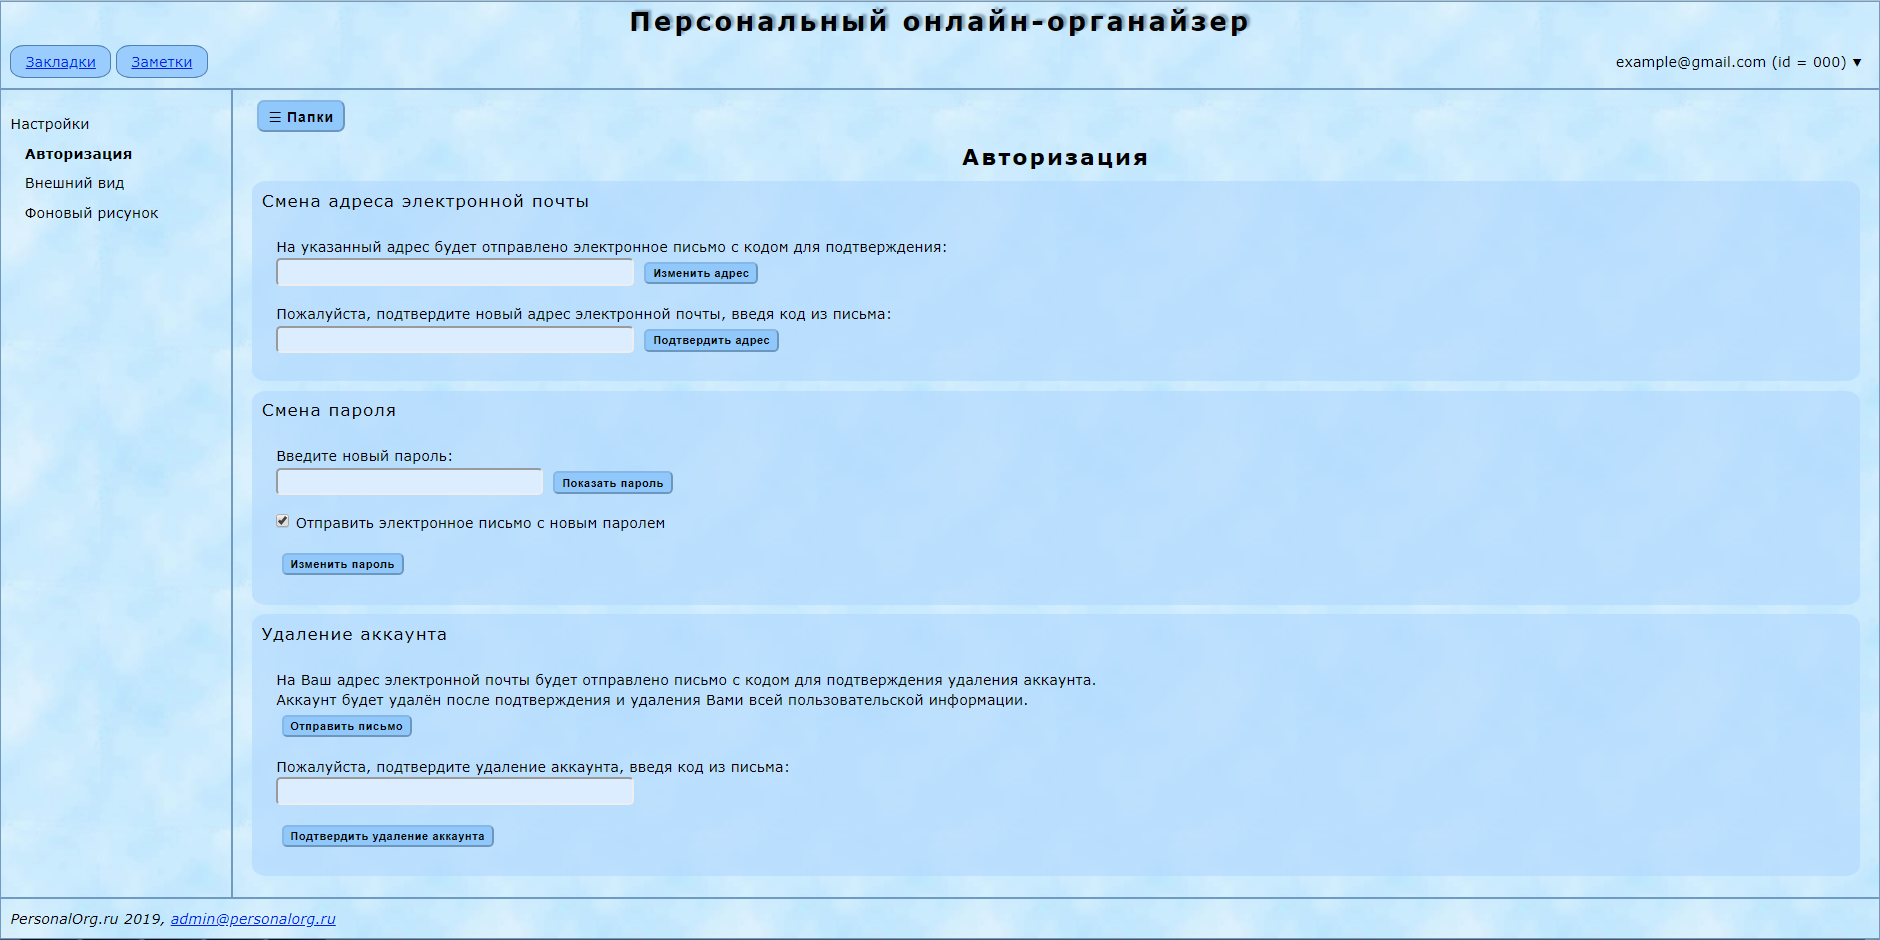 Персональный онлайн-органайзер
Закладки Заметки example@gmail.com (id = 000) ▼
☰ Папки
Настройки
Авторизация
Внешний вид
Фоновый рисунок
Авторизация
Смена адреса электронной почты
На указанный адрес будет отправлено электронное письмо с кодом для подтверждения:
Изменить адрес
Пожалуйста, подтвердите новый адрес электронной почты, введя код из письма:
Подтвердить адрес
Смена пароля
Введите новый пароль:
Показать пароль
Отправить электронное письмо с новым паролем
Изменить пароль
Удаление аккаунта
На Ваш адрес электронной почты будет отправлено письмо с кодом для подтверждения удаления аккаунта.
Аккаунт будет удалён после подтверждения и удаления Вами всей пользовательской информации.
Отправить письмо
Пожалуйста, подтвердите удаление аккаунта, введя код из письма:
Подтвердить удаление аккаунта
PersonalOrg.ru 2019, admin@personalorg.ru